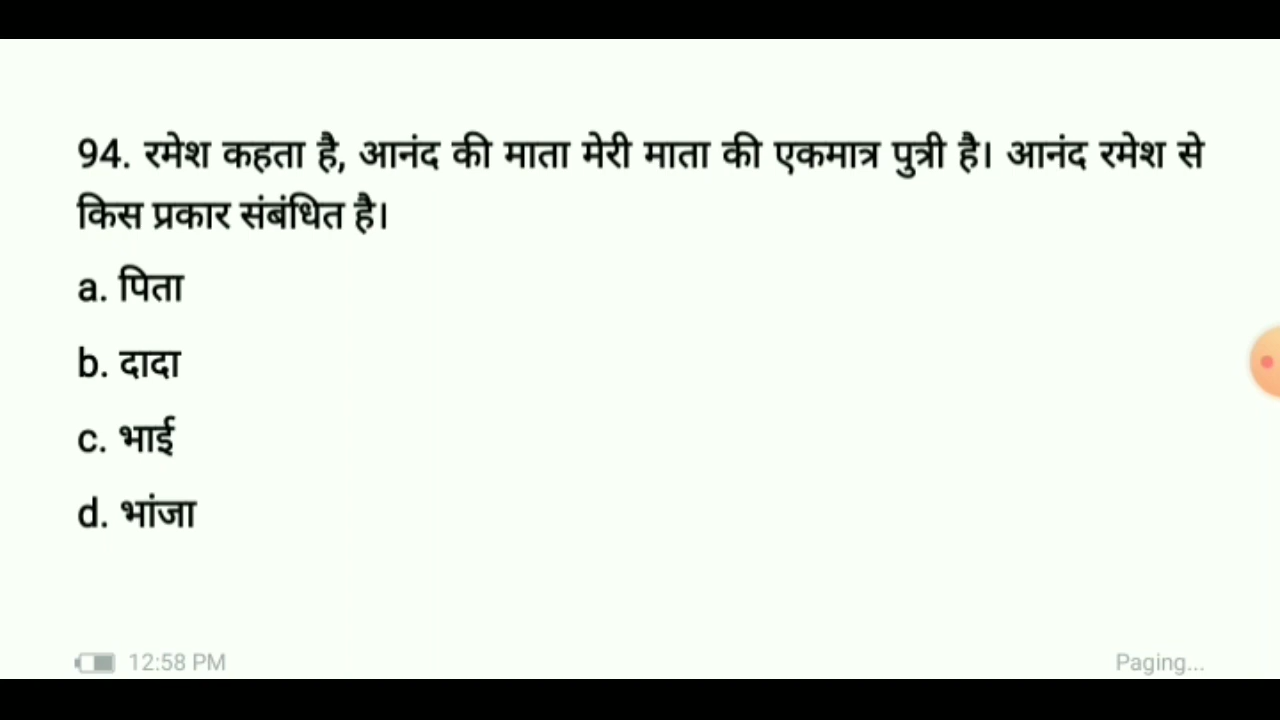 94. रमेश कहता है, आनंद की माता मेरी माता की एकमात्र पुत्री है। आनंद रमेश से
किस प्रकार संबंधित है।
a. पिता
b. दादा
c. भाई
d. भांजा
12:58 PM
Paging...